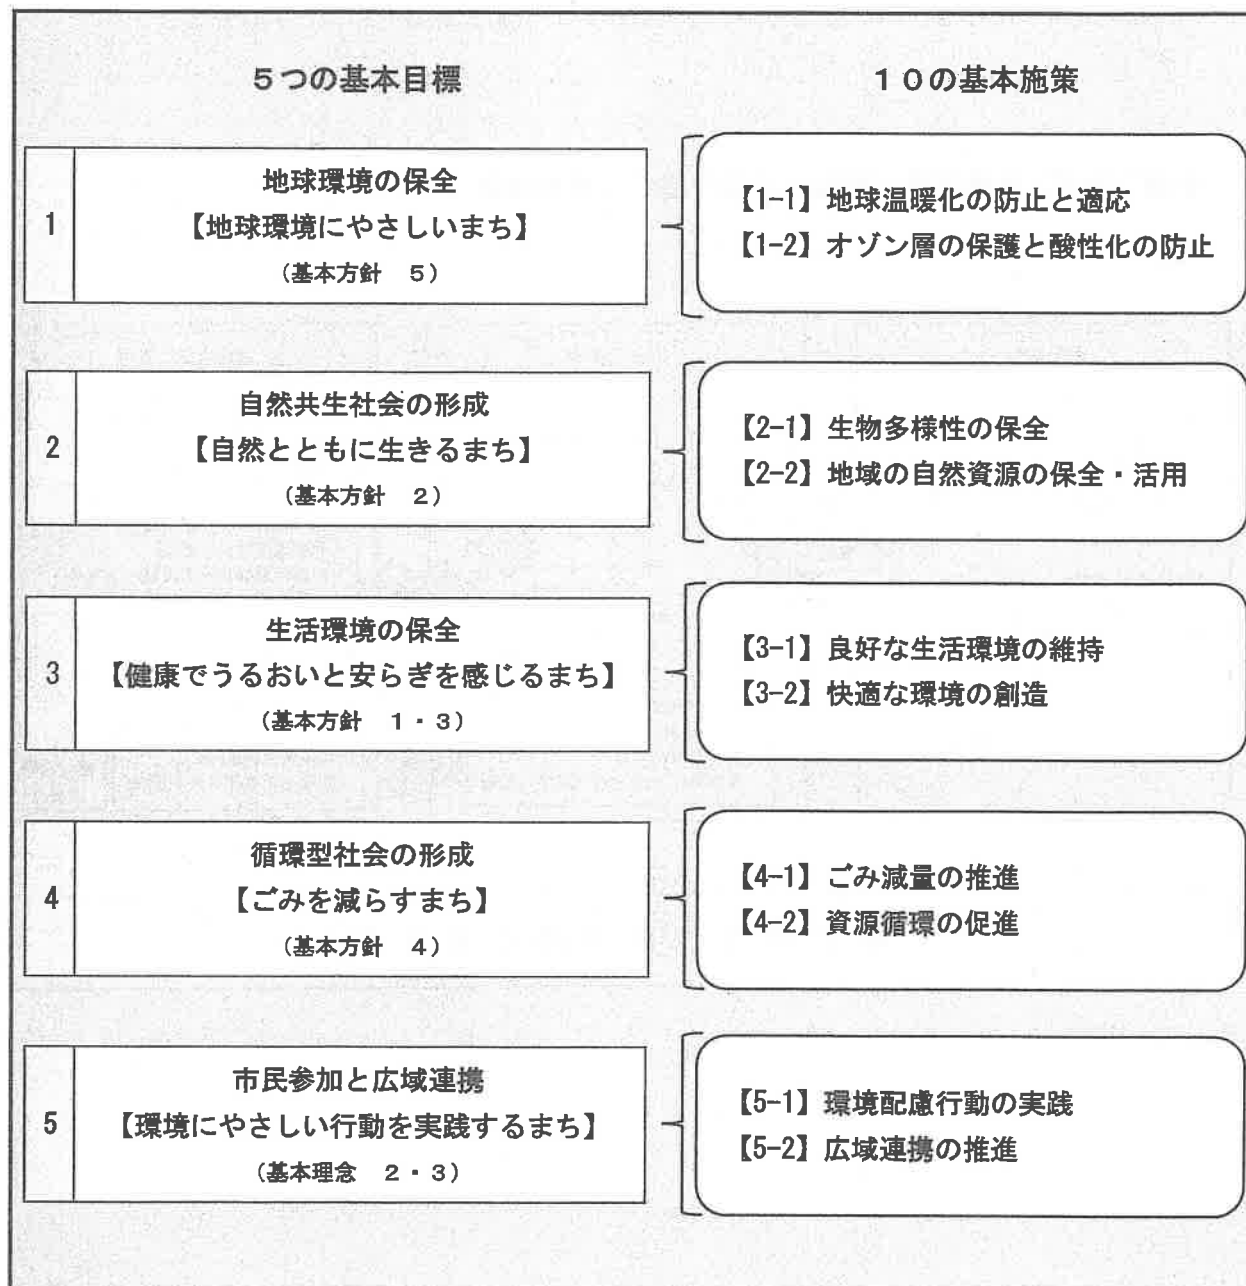 5つの基本目標
10の基本施策
1
地球環境の保全
【地球環境にやさしいまち】
(基本方針 5)
【1-1】地球温暖化の防止と適応
【1-2】オゾン層の保護と酸性化の防止
2
自然共生社会の形成
【自然とともに生きるまち】
(基本方針 2)
【2-1】生物多様性の保全
【2-2】地域の自然資源の保全・活用
3
生活環境の保全
【健康でうるおいと安らぎを感じるまち】
(基本方針 1・3)
【3-1】良好な生活環境の維持
【3-2】快適な環境の創造
4
循環型社会の形成
【ごみを減らすまち】
(基本方針 4)
【4-1】ごみ減量の推進
【4-2】資源循環の促進
5
市民参加と広域連携
【環境にやさしい行動を実践するまち】
(基本理念 2・3)
【5-1】環境配慮行動の実践
【5-2】広域連携の推進